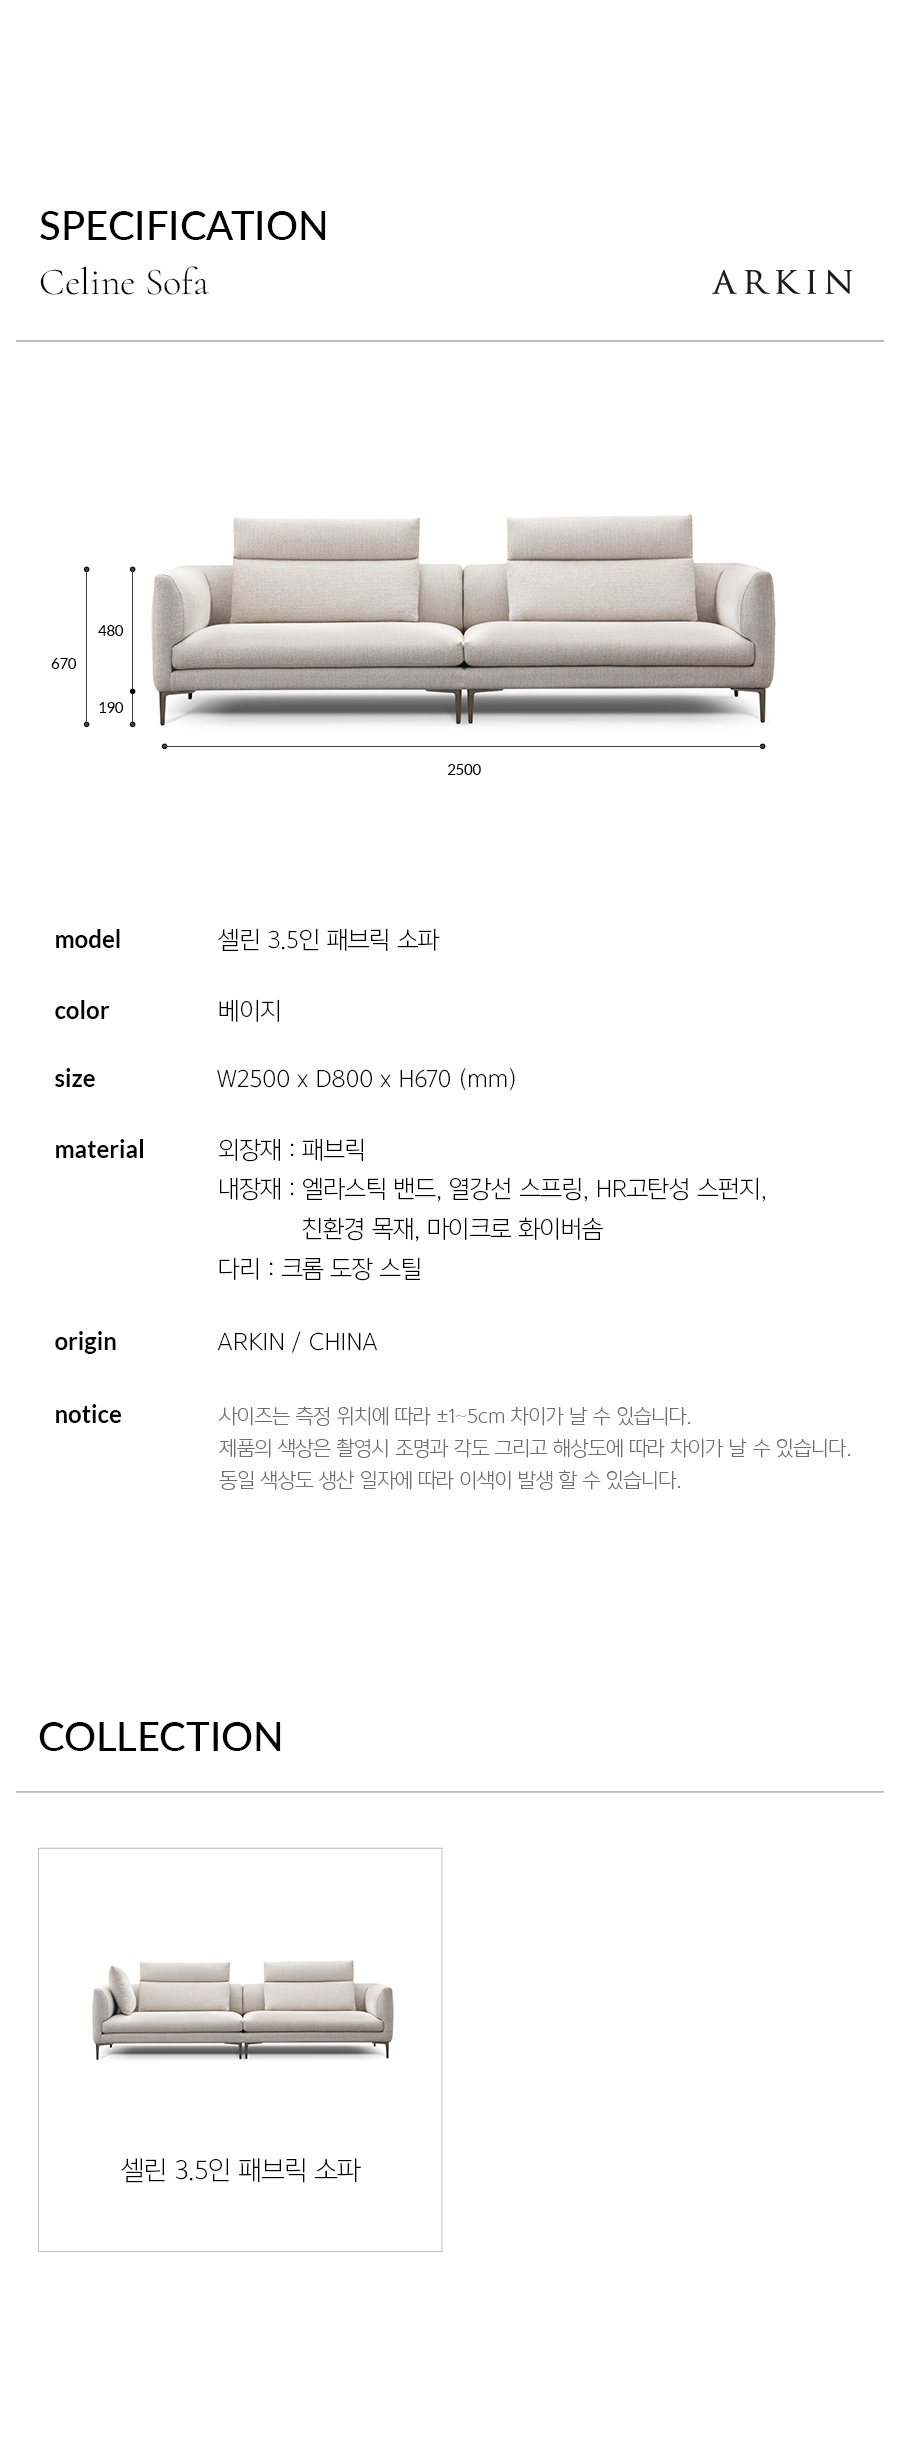 SPECIFICATION
Celine Sofa
ARKIN
480
670
190
2500
model 셀린 3.5인 패브릭 소파
color 베이지
size W2500 x D800 x H670 (mm)
material 외장재 : 패브릭
내장재 : 엘라스틱 밴드, 열강선 스프링, HR고탄성 스펀지,
친환경 목재, 마이크로 화이버솜
다리 : 크롬 도장 스틸
origin ARKIN / CHINA
notice 사이즈는 측정 위치에 따라 ±1~5cm 차이가 날 수 있습니다.
제품의 색상은 촬영시 조명과 각도 그리고 해상도에 따라 차이가 날 수 있습니다.
동일 색상도 생산 일자에 따라 이색이 발생 할 수 있습니다.
COLLECTION
셀린 3.5인 패브릭 소파